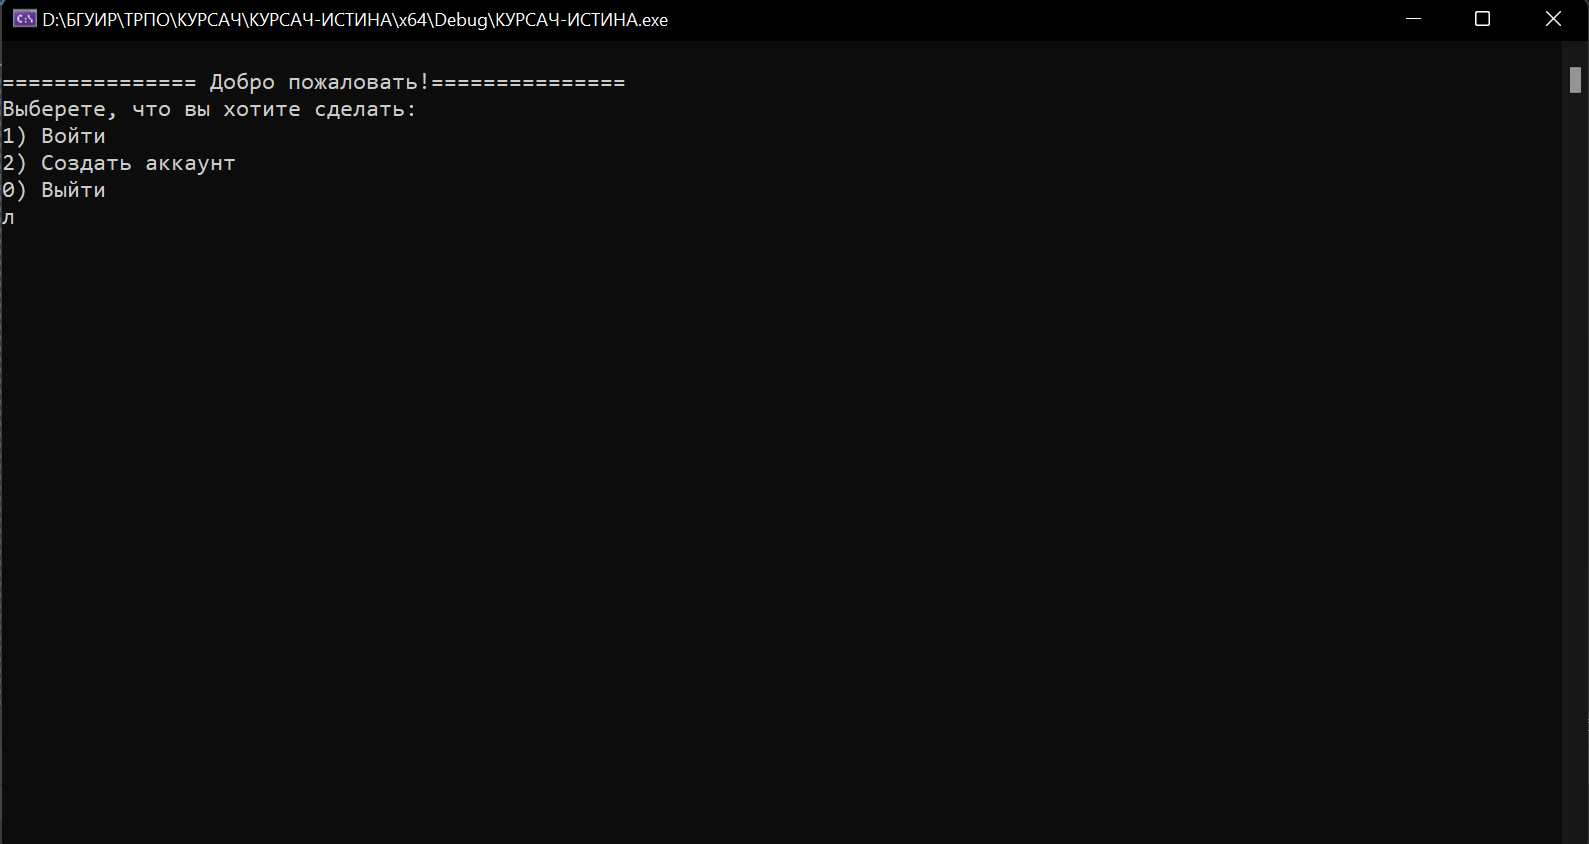 D:\БГУИР\ТРПО\КУРСАЧ\КУРСАЧ-ИСТИНА\x64\Debug\КУРСАЧ-ИСТИНА.exe
=============== Добро пожаловать!===============
Выберете, что вы хотите сделать:
1) Войти
2) Создать аккаунт
0) Выйти
л